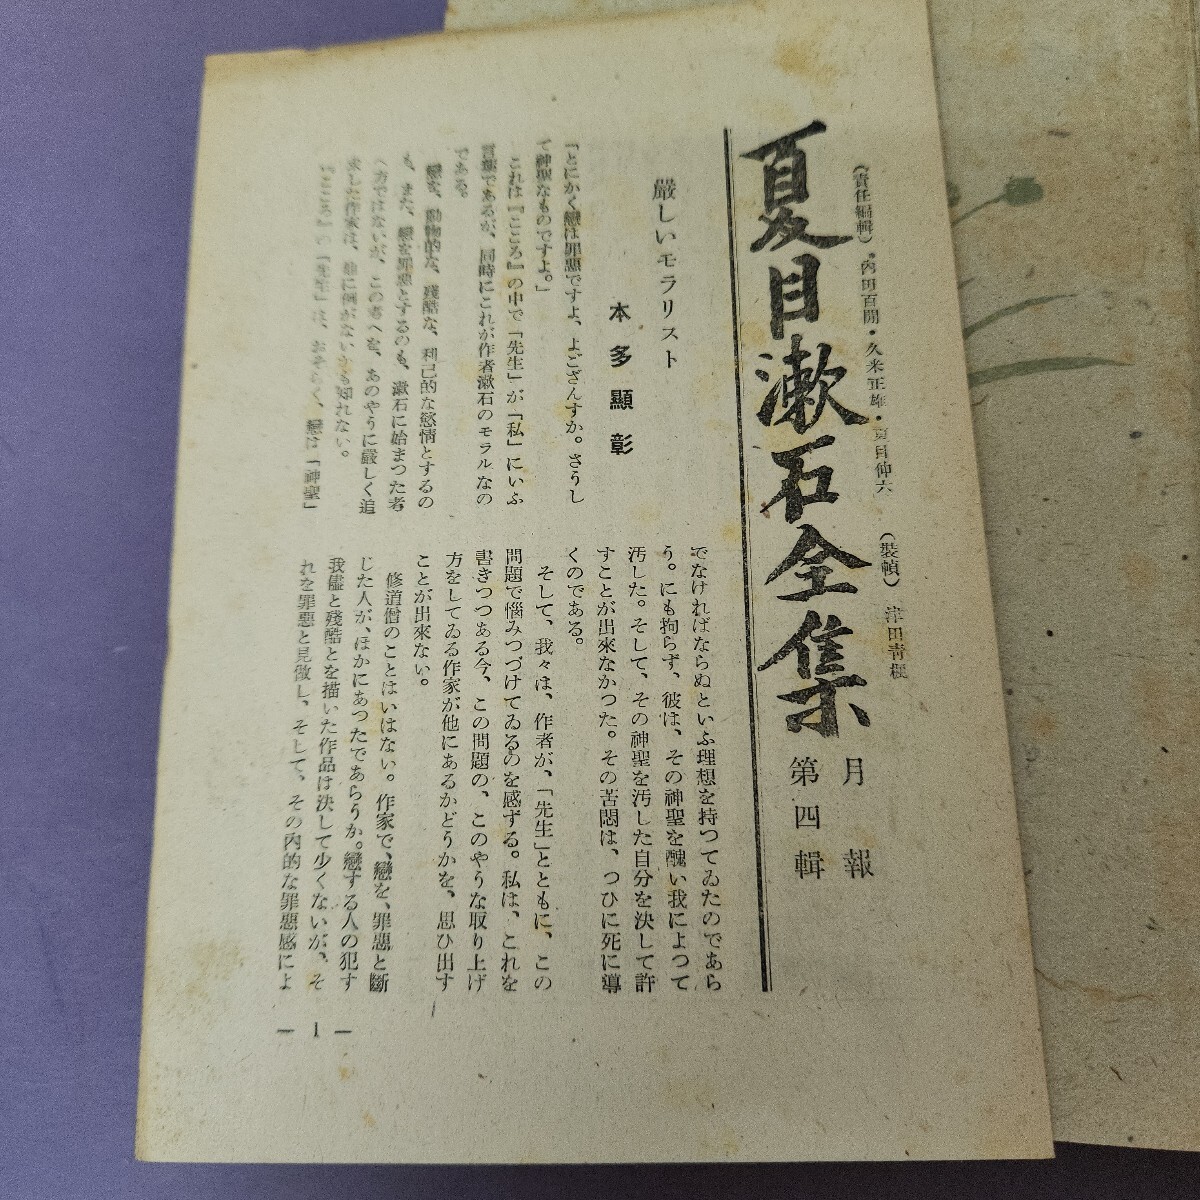 (責任編輯)・內田百閒・久米正雄・夏目伸六
(裝幀)津田靑楓
夏目漱石全集
月報
第四輯
嚴しいモラリスト
本多顯彰
「とにかく戀は罪惡ですよ、よござんすか。さうし
て神聖なものですよ。」
これは『こころ』の中で「先生」が「私」にいふ
言葉であるが、同時にこれが作者漱石のモラルなの
である。
戀を、動物的な、殘酷な、利己的な慾情とするの
も、また、戀を罪惡とするのも、漱石に始まつた考
へ方ではないが、この考へを、あのやうに嚴しく追
求した作家は、他に例がないかも知れない。
『こころ』の「先生」は、おそらく、戀は「神聖」
でなければならぬといふ理想を持つてゐたのであら
う。にも拘らず、彼は、その神聖を醜い我によつて
汚した。そして、その神聖を汚した自分を決して許
すことが出來なかつた。その苦悶は、つひに死に導
くのである。
そして、我々は、作者が、「先生」とともに、この
問題で惱みつづけてゐるのを感ずる。私は、これを
書きつつある今、この問題の、このやうな取り上げ
方をしてゐる作家が他にあるかどうかを、思ひ出す
ことが出來ない。
修道僧のことはいはない。作家で、戀を、罪惡と斷
じた人が、ほかにあつたであらうか。戀する人の犯す
我儘と殘酷とを描いた作品は決して少くないが、そ
れを罪惡と見做し、そして、その內的な罪惡感によ
— 1 —